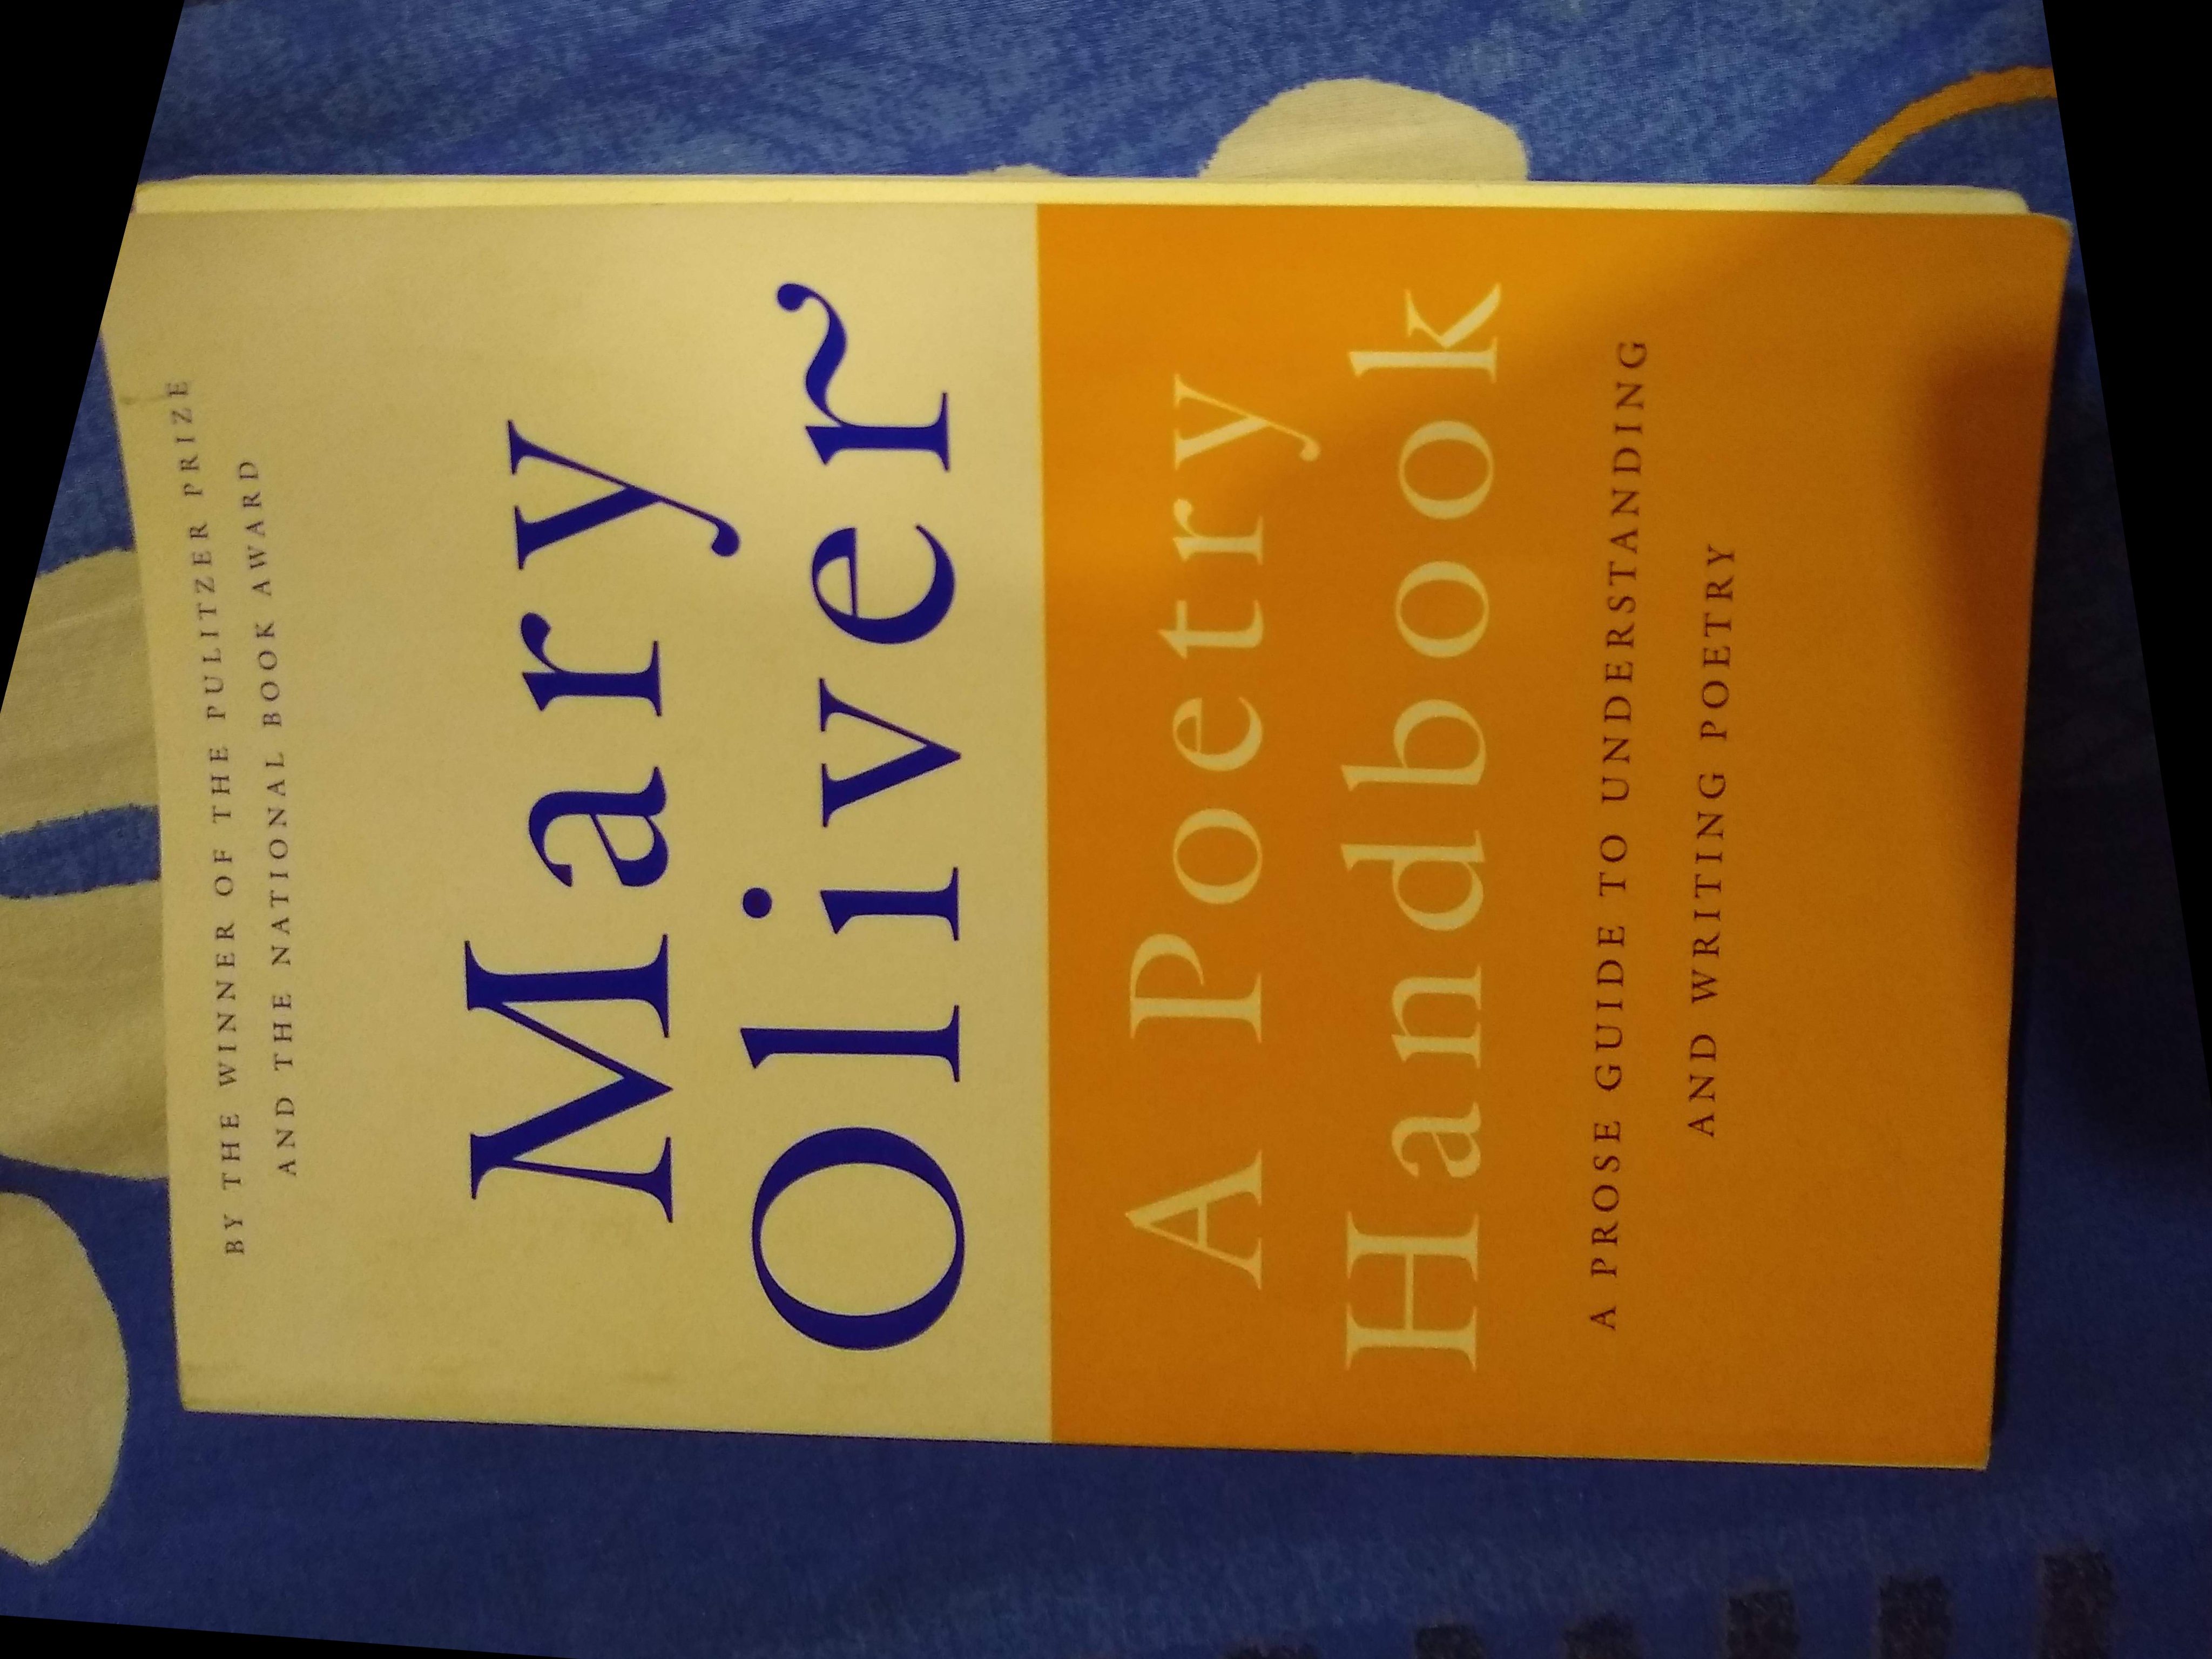 BY THE WINNER OF THE PULITZER PRIZE
AND THE NATIONAL BOOK AWARD
Mary
Oliver
A Poetry
Handbook
A PROSE GUIDE TO UNDERSTANDING
AND WRITING POETRY